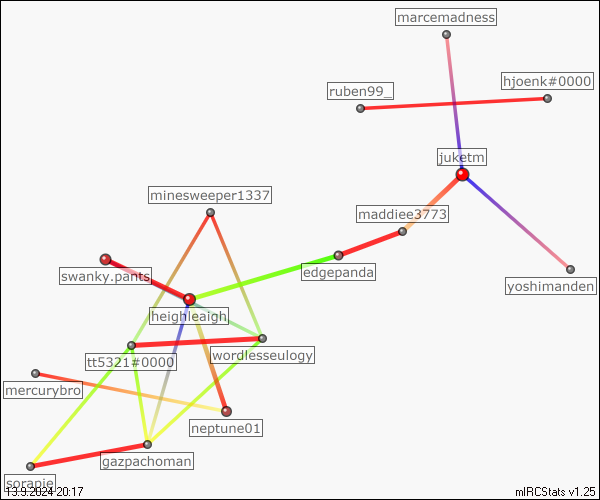 marcemadness
hjoenk#0000
ruben99_
juketm
minesweeper1337
maddiee3773
edgepanda
swanky.pants
yoshimanden
heighleaigh
wordlesseulogy
tt5321#0000
mercurybro
neptune01
gazpachoman
sorapie
13.9.2024 20:17
mIRCStats v1.25